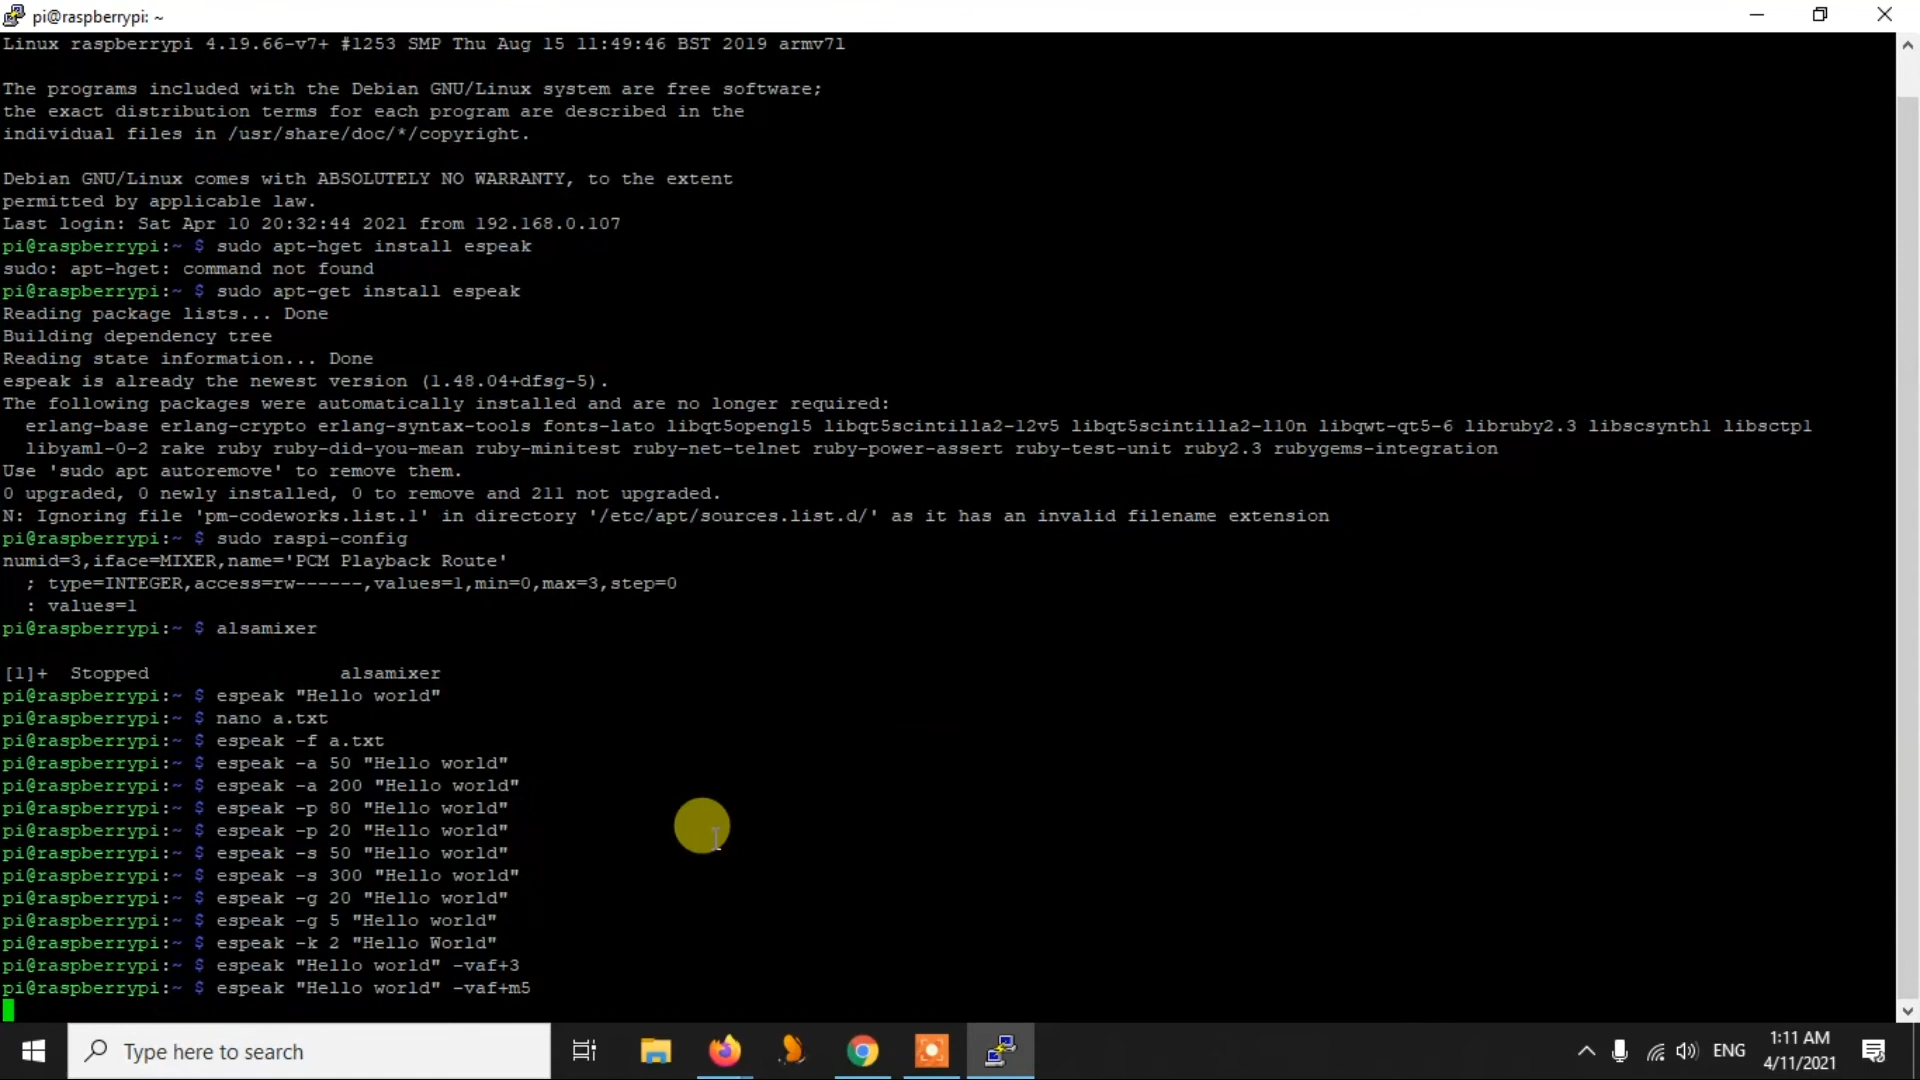 pi@raspberrypi: ~
Linux raspberrypi 4.19.66-v7+ #1253 SMP Thu Aug 15 11:49:46 BST 2019 armv7l
The programs included with the Debian GNU/Linux system are free software;
the exact distribution terms for each program are described in the
individual files in /usr/share/doc/*/copyright.
Debian GNU/Linux comes with ABSOLUTELY NO WARRANTY, to the extent
permitted by applicable law.
Last login: Sat Apr 10 20:32:44 2021 from 192.168.0.107
pi@raspberrypi:~ $ sudo apt-hget install espeak
sudo: apt-hget: command not found
pi@raspberrypi:~ $ sudo apt-get install espeak
Reading package lists... Done
Building dependency tree
Reading state information... Done
espeak is already the newest version (1.48.04+dfsg-5).
The following packages were automatically installed and are no longer required:
erlang-base erlang-crypto erlang-syntax-tools fonts-lato libqt5opengl5 libqt5scintilla2-12v5 libqt5scintilla2-l10n libqwt-qt5-6 libruby2.3 libscsynth1 libsctp1
libyaml-0-2 rake ruby ruby-did-you-mean ruby-minitest ruby-net-telnet ruby-power-assert ruby-test-unit ruby2.3 rubygems-integration
Use 'sudo apt autoremove' to remove them.
0 upgraded, 0 newly installed, 0 to remove and 211 not upgraded.
N: Ignoring file 'pm-codeworks.list.1' in directory '/etc/apt/sources.list.d/' as it has an invalid filename extension
pi@raspberrypi:~ $ sudo raspi-config
numid=3,iface=MIXER,name='PCM Playback Route'
; type=INTEGER,access=rw------,values=1,min=0,max=3,step=0
: values=1
pi@raspberrypi:~ $ alsamixer
[1]+ Stopped alsamixer
pi@raspberrypi:~ $ espeak "Hello world"
pi@raspberrypi:~ $ nano a.txt
pi@raspberrypi:~ $ espeak -f a.txt
pi@raspberrypi:~ $ espeak -a 50 "Hello world"
pi@raspberrypi:~ $ espeak -a 200 "Hello world"
pi@raspberrypi:~ $ espeak -p 80 "Hello world"
pi@raspberrypi:~ $ espeak -p 20 "Hello world"
pi@raspberrypi:~ $ espeak -s 50 "Hello world"
pi@raspberrypi:~ $ espeak -s 300 "Hello world"
pi@raspberrypi:~ $ espeak -g 20 "Hello world"
pi@raspberrypi:~ $ espeak -g 5 "Hello world"
pi@raspberrypi:~ $ espeak -k 2 "Hello World"
pi@raspberrypi:~ $ espeak "Hello world" -vaf+3
pi@raspberrypi:~ $ espeak "Hello world" -vaf+m5
Type here to search
ENG
1:11 AM
4/11/2021